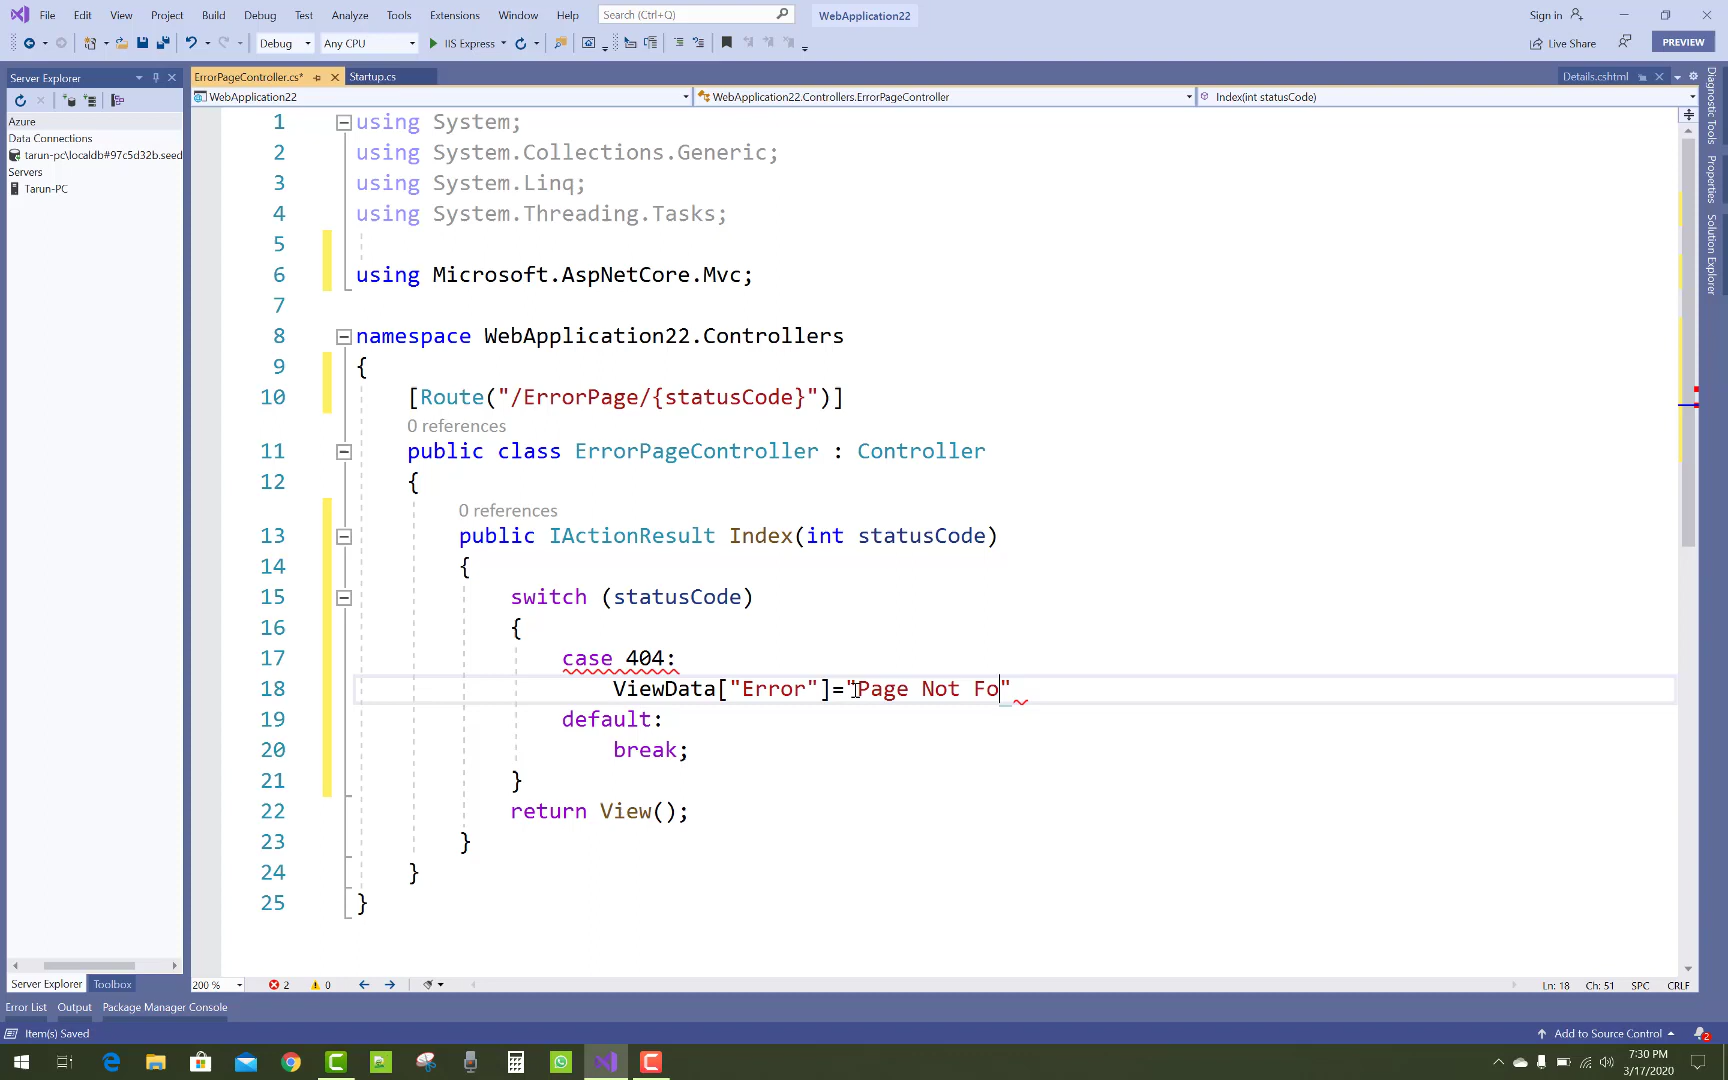 File Edit View Project Build Debug Test Analyze Tools Extensions Window Help Search (Ctrl+Q) WebApplication22 Sign in
Debug Any CPU IIS Express Live Share PREVIEW
Server Explorer
ErrorPageController.cs* Startup.cs Details.cshtml
WebApplication22 WebApplication22.Controllers.ErrorPageController Index(int statusCode)
Azure
Data Connections
tarun-pc\localdb#97c5d32b.seed
Servers
Tarun-PC
1 using System;
2 using System.Collections.Generic;
3 using System.Linq;
4 using System.Threading.Tasks;
5
6 using Microsoft.AspNetCore.Mvc;
7
8 namespace WebApplication22.Controllers
9 {
10 [Route("/ErrorPage/{statusCode}")]
0 references
11 public class ErrorPageController : Controller
12 {
0 references
13 public IActionResult Index(int statusCode)
14 {
15 switch (statusCode)
16 {
17 case 404:
18 ViewData["Error"]="Page Not Fo"
19 default:
20 break;
21 }
22 return View();
23 }
24 }
25 }
Diagnostic Tools
Properties
Solution Explorer
Server Explorer Toolbox
200 % 2 0 Ln: 18 Ch: 51 SPC CRLF
Error List Output Package Manager Console
Item(s) Saved Add to Source Control 2
7:30 PM
3/17/2020